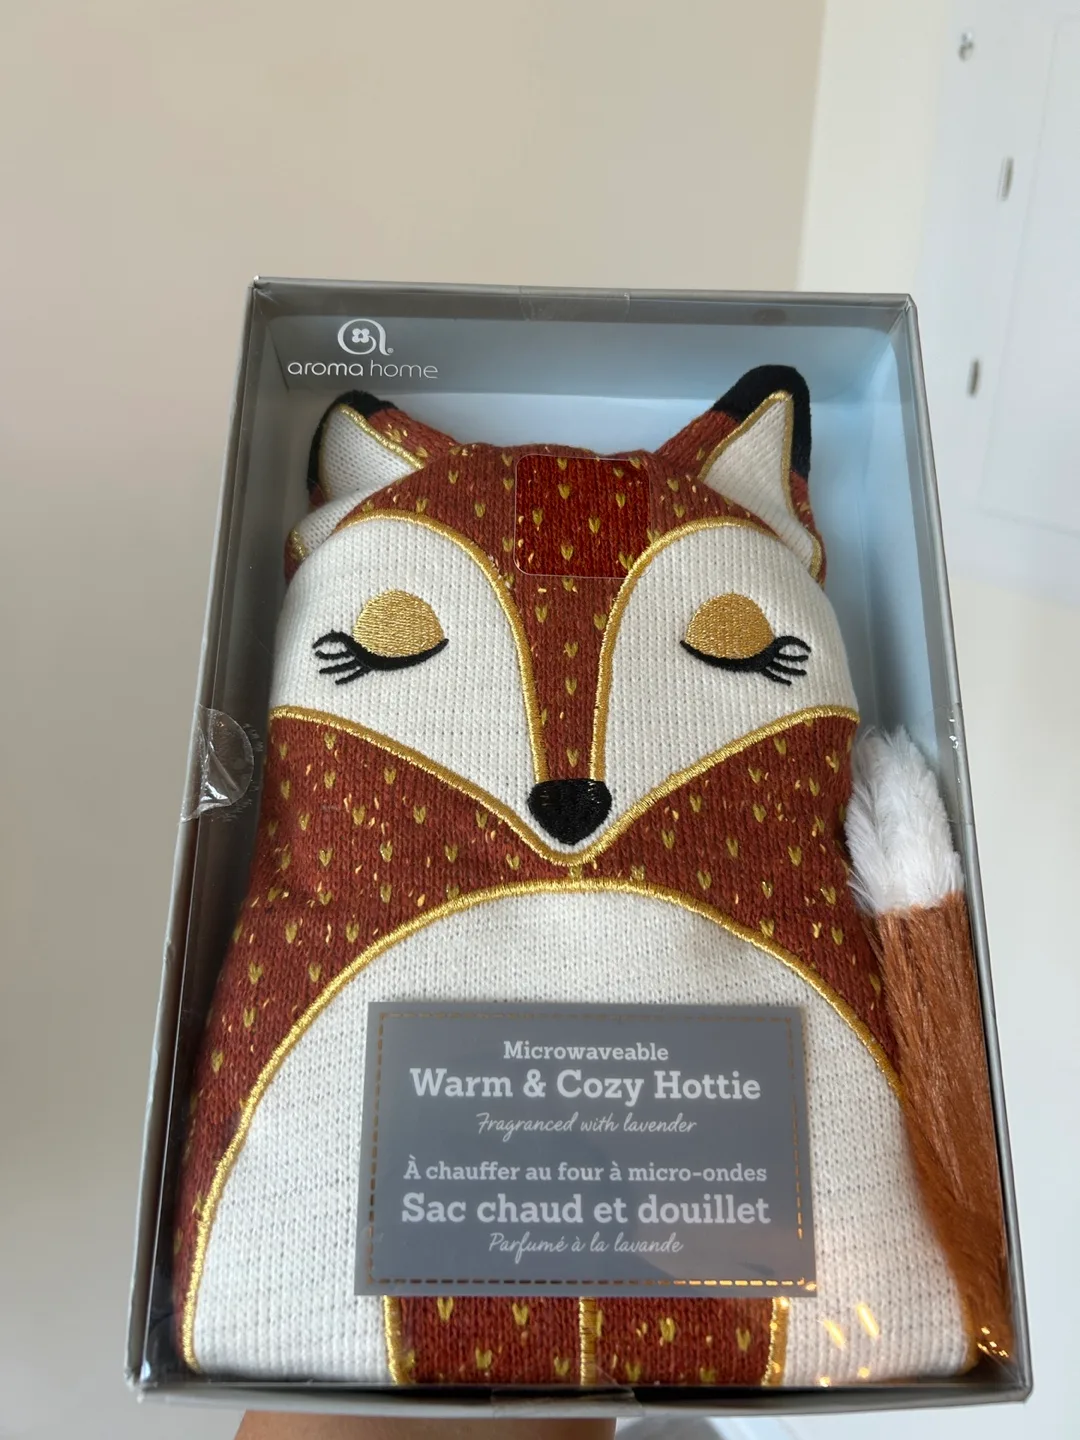 aroma home
Microwaveable
Warm & Cozy Hottie
Fragranced with lavender
À chauffer au four à micro-ondes
Sac chaud et douillet
Parfumé à la lavande